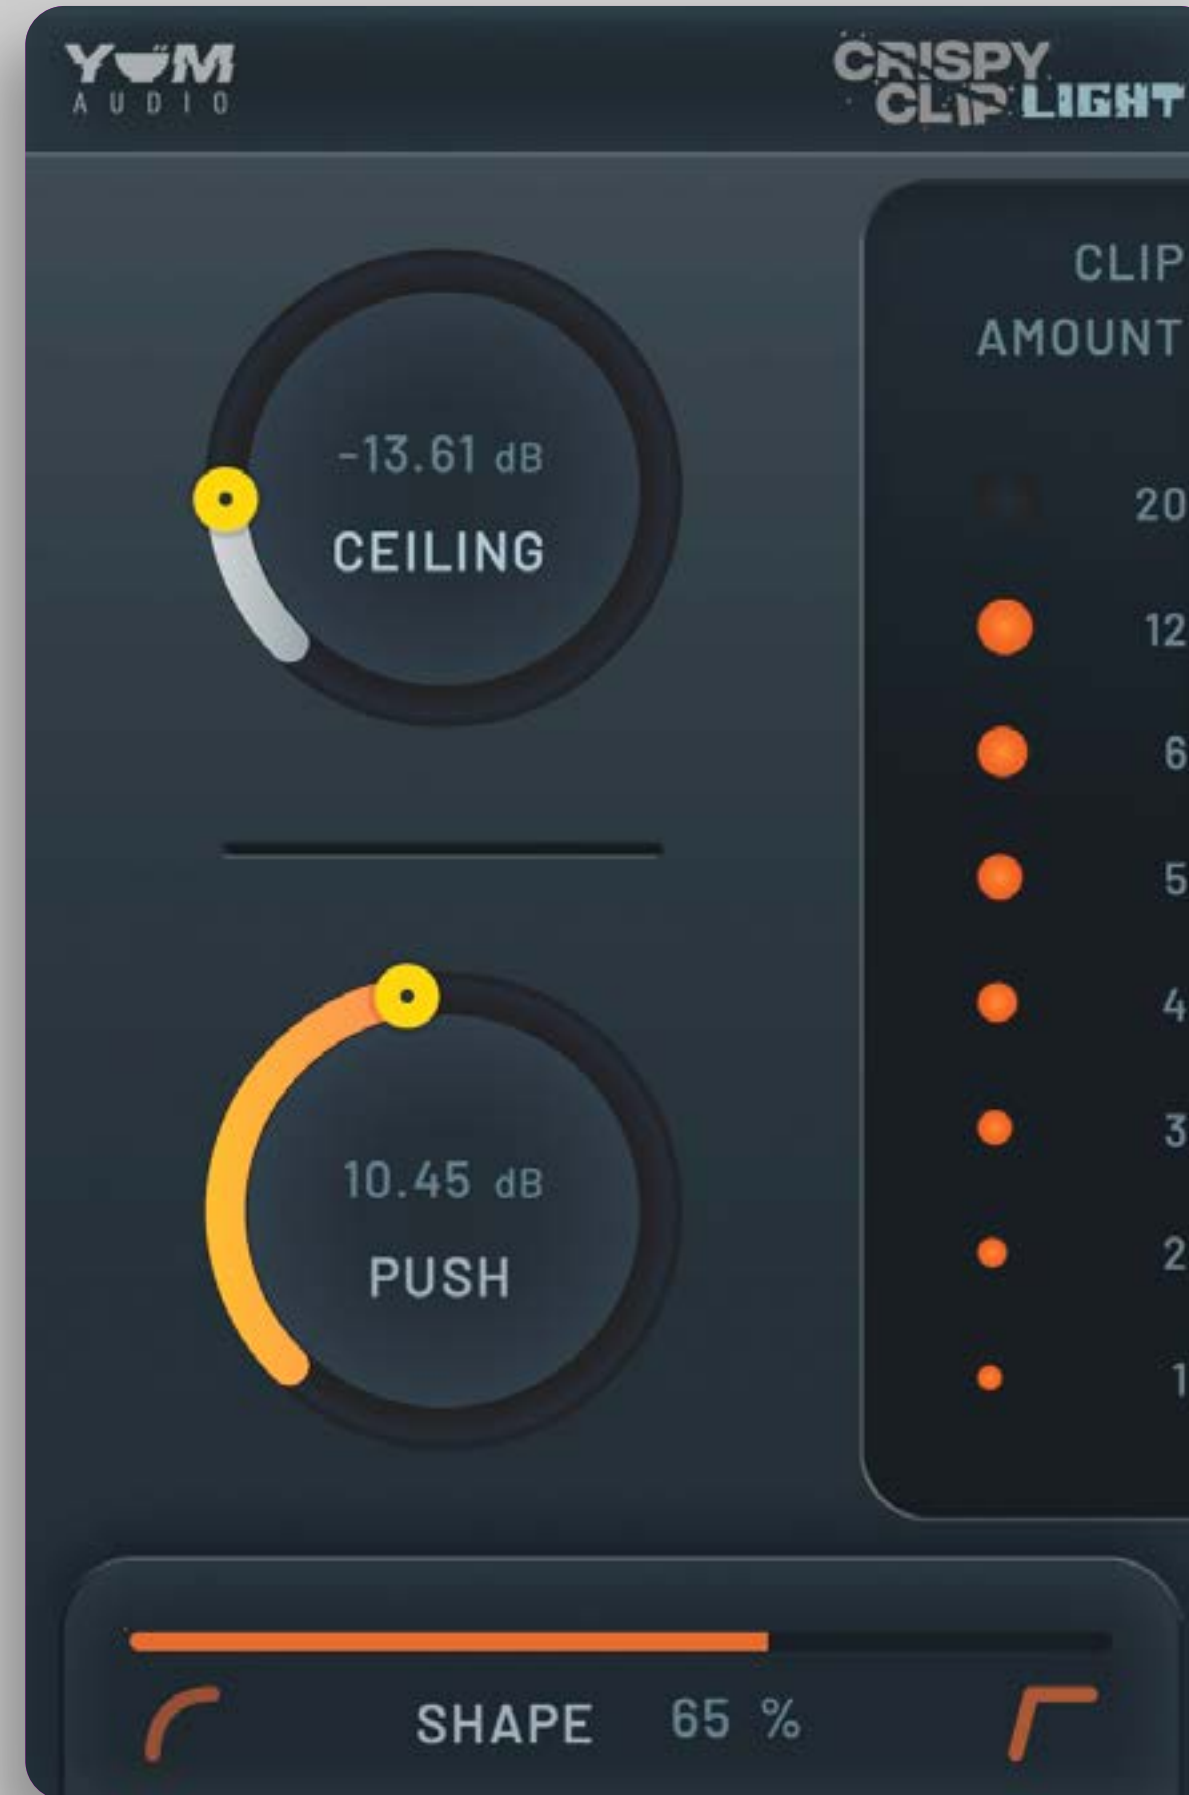 YUM
AUDIO
CRISPY
CLIP LIGHT
CLIP
AMOUNT
-13.61 dB
CEILING
20
12
6
5
4
3
2
1
10.45 dB
PUSH
SHAPE 65 %